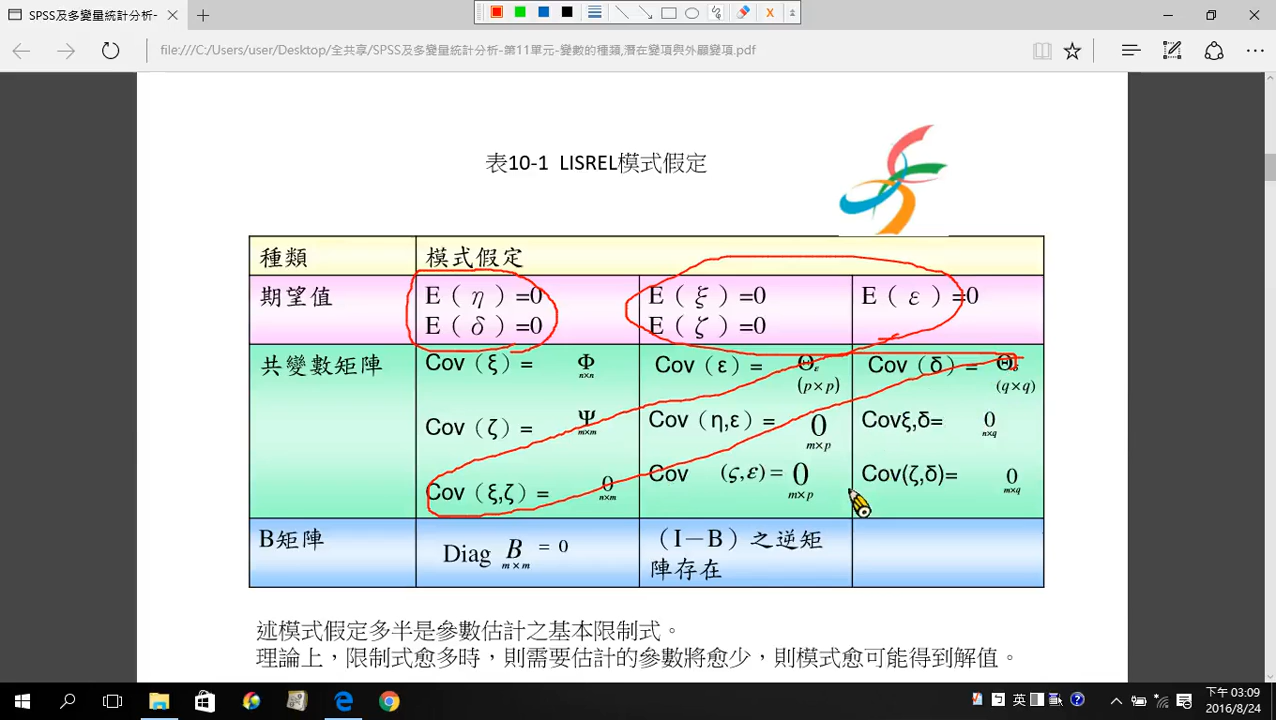 SPSS及多變量統計分析-
file:///C:/Users/user/Desktop/全共享/SPSS及多變量統計分析-第11單元-變數的種類,潛在變項與外顯變項.pdf
表10-1 LISREL模式假定
種類 模式假定
期望值 E（η）=0 E（ξ）=0 E（ε）=0
E（δ）=0 E（ζ）=0
共變數矩陣 Cov（ξ）= Φ n×n Cov（ε）= Θε (p×p) Cov（δ）= Θδ (q×q)
Cov（ζ）= Ψ m×m Cov（η,ε）= 0 m×p Covξ,δ= 0 n×q
Cov（ξ,ζ）= 0 n×m Cov (ς,ε)= 0 m×p Cov(ζ,δ)= 0 m×q
B矩陣 Diag B m×m = 0 （I－B）之逆矩
陣存在
述模式假定多半是參數估計之基本限制式。
理論上，限制式愈多時，則需要估計的參數將愈少，則模式愈可能得到解值。
英
下午 03:09
2016/8/24